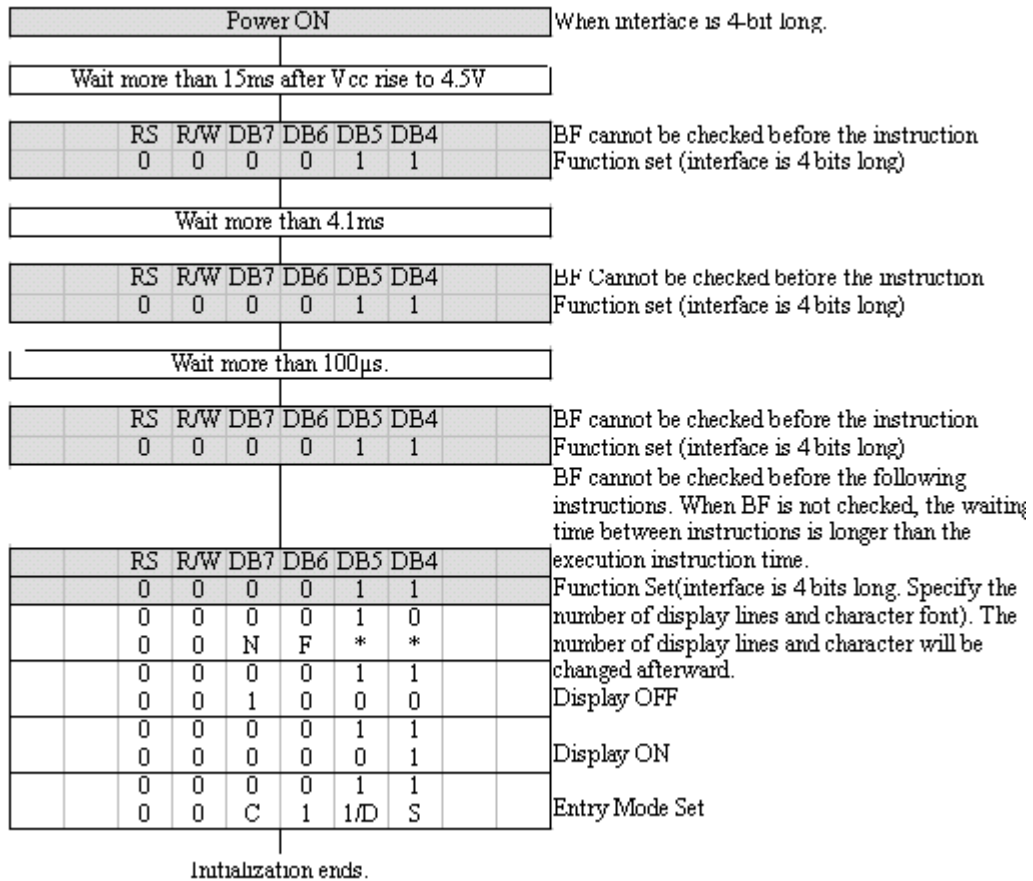 Power ON
When interface is 4-bit long.
Wait more than 15ms after Vcc rise to 4.5V
RS R/W DB7 DB6 DB5 DB4
BF cannot be checked before the instruction
0 0 0 0 1 1
Function set (interface is 4 bits long)
Wait more than 4.1ms
RS R/W DB7 DB6 DB5 DB4
BF Cannot be checked before the instruction
0 0 0 0 1 1
Function set (interface is 4 bits long)
Wait more than 100μs.
RS R/W DB7 DB6 DB5 DB4
BF cannot be checked before the instruction
0 0 0 0 1 1
Function set (interface is 4 bits long)
BF cannot be checked before the following
instructions. When BF is not checked, the waiting
time between instructions is longer than the
execution instruction time.
RS R/W DB7 DB6 DB5 DB4
0 0 0 0 1 1
Function Set(interface is 4 bits long. Specify the
0 0 0 0 1 0
number of display lines and character font). The
0 0 N F * *
number of display lines and character will be
changed afterward.
0 0 0 0 1 1
0 0 1 0 0 0
Display OFF
0 0 0 0 1 1
0 0 0 0 0 1
Display ON
0 0 0 0 1 1
0 0 C 1 1/D S
Entry Mode Set
Initialization ends.